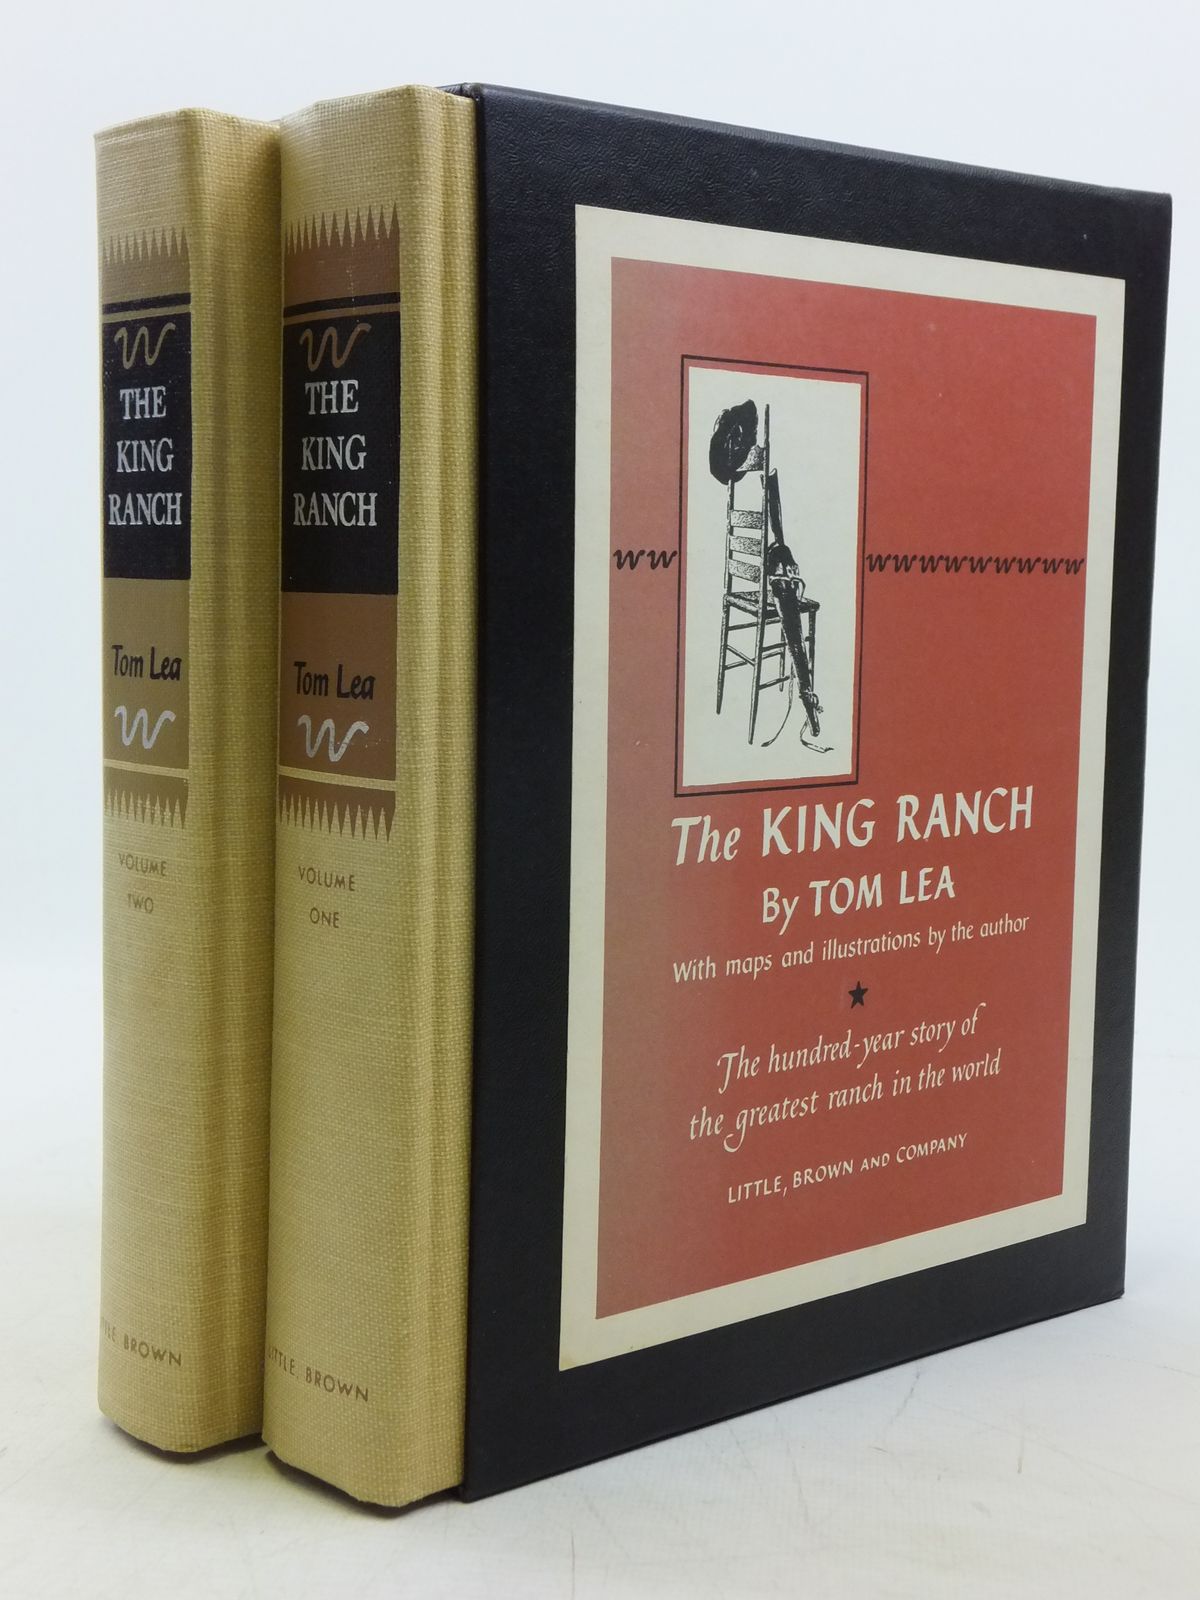 W
THE
KING
RANCH
Tom Lea
W
VOLUME
TWO
BROWN
W
THE
KING
RANCH
Tom Lea
W
VOLUME
ONE
LITTLE, BROWN
WW WWWWWWWWW
The KING RANCH
By TOM LEA
With maps and illustrations by the author
★
The hundred-year story of
the greatest ranch in the world
LITTLE, BROWN AND COMPANY